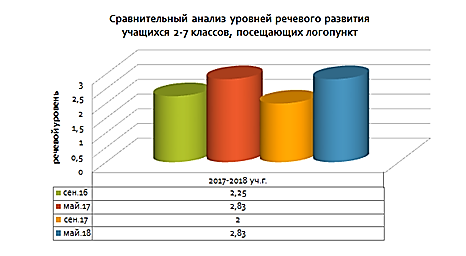 Сравнительный анализ уровней речевого развития
учащихся 2-7 классов, посещающих логопункт
речевой уровень
3
2,5
2
1,5
1
0,5
0
2017-2018 уч.г.
сен.16 2,25
май.17 2,83
сен.17 2
май.18 2,83